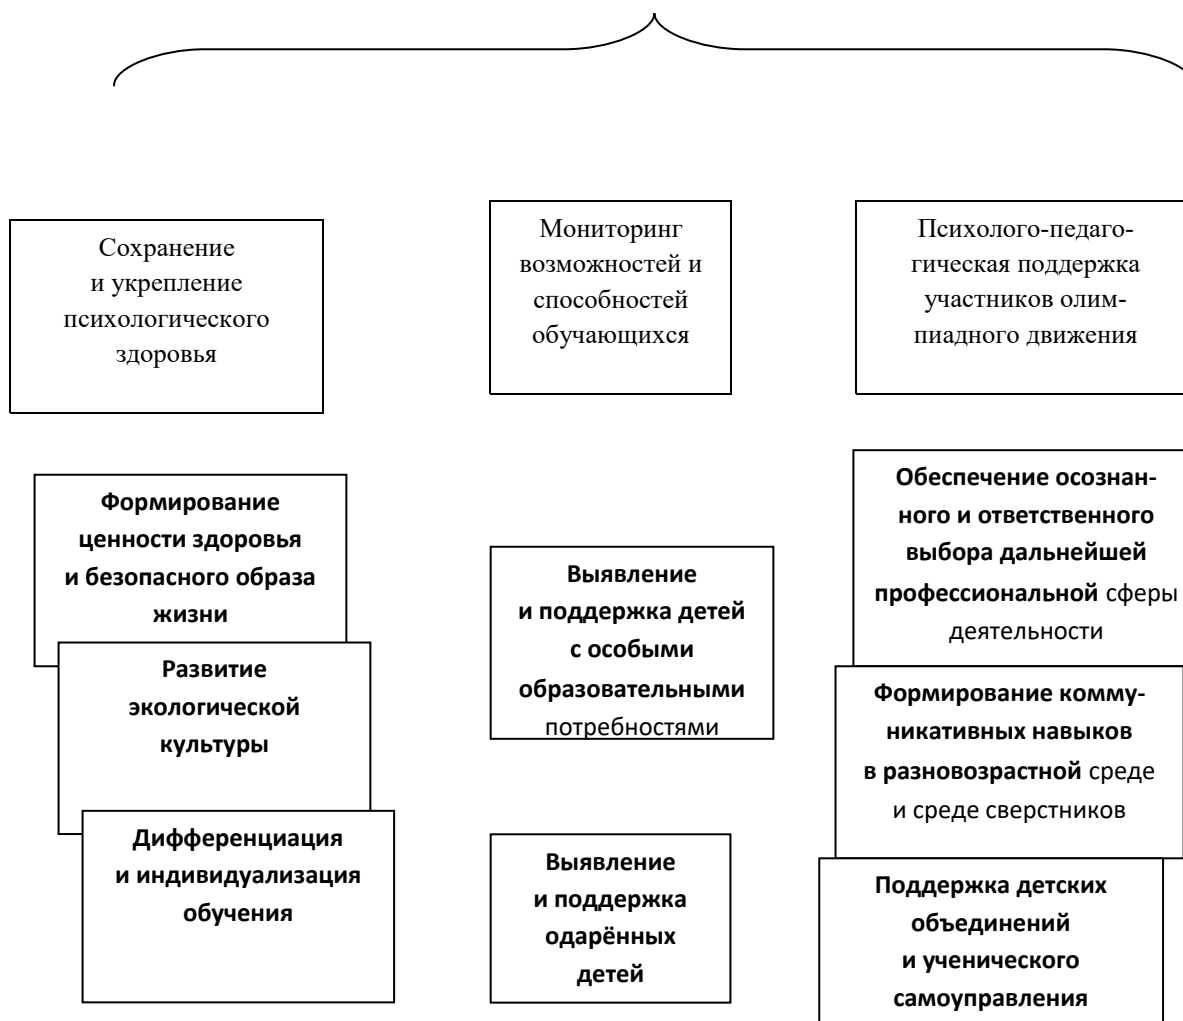 Сохранение
и укрепление
психологического
здоровья
Мониторинг
возможностей и
способностей
обучающихся
Психолого-педаго-
гическая поддержка
участников олим-
пиадного движения
Формирование
ценности здоровья
и безопасного образа
жизни
Развитие
экологической
культуры
Дифференциация
и индивидуализация
обучения
Выявление
и поддержка детей
с особыми
образовательными
потребностями
Выявление
и поддержка
одарённых
детей
Обеспечение осознан-
ного и ответственного
выбора дальнейшей
профессиональной сферы
деятельности
Формирование комму-
никативных навыков
в разновозрастной среде
и среде сверстников
Поддержка детских
объединений
и ученического
самоуправления